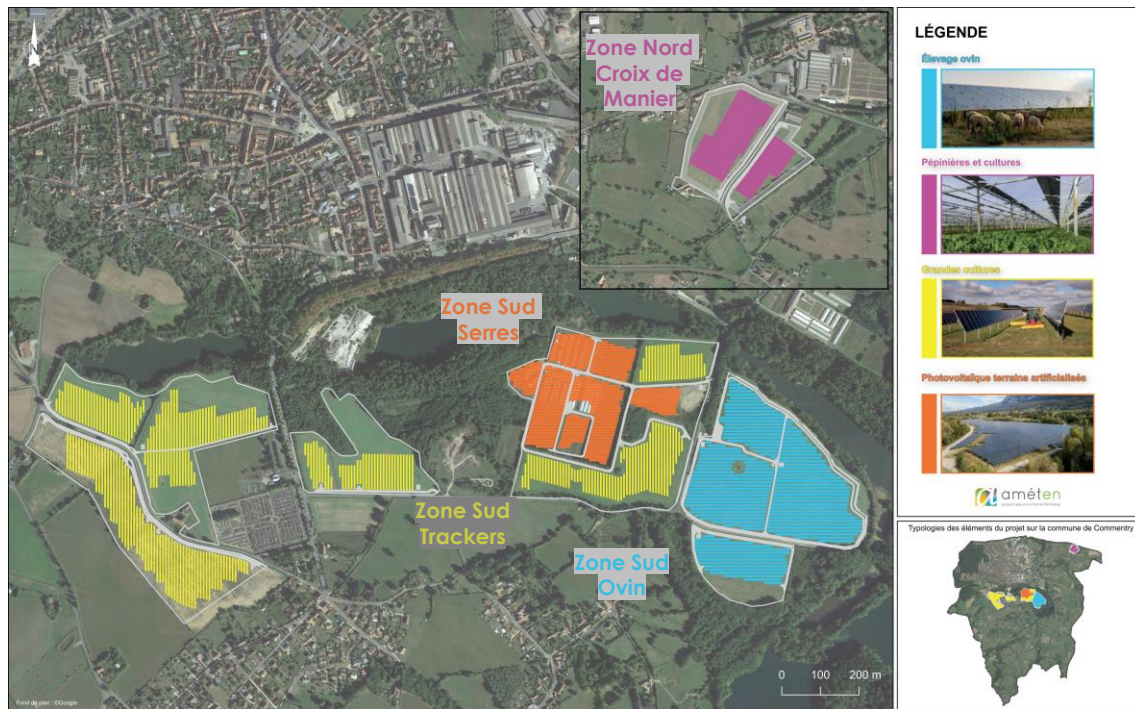 N
Zone Nord
Croix de
Manier
Zone Sud
Serres
Zone Sud
Trackers
Zone Sud
Ovin
0 100 200 m
Fond de plan : ©Google
LÉGENDE
Élevage ovin
Pépinières et cultures
Grandes cultures
Photovoltaïque terrains artificialisés
améten
Typologies des éléments du projet sur la commune de Commentry